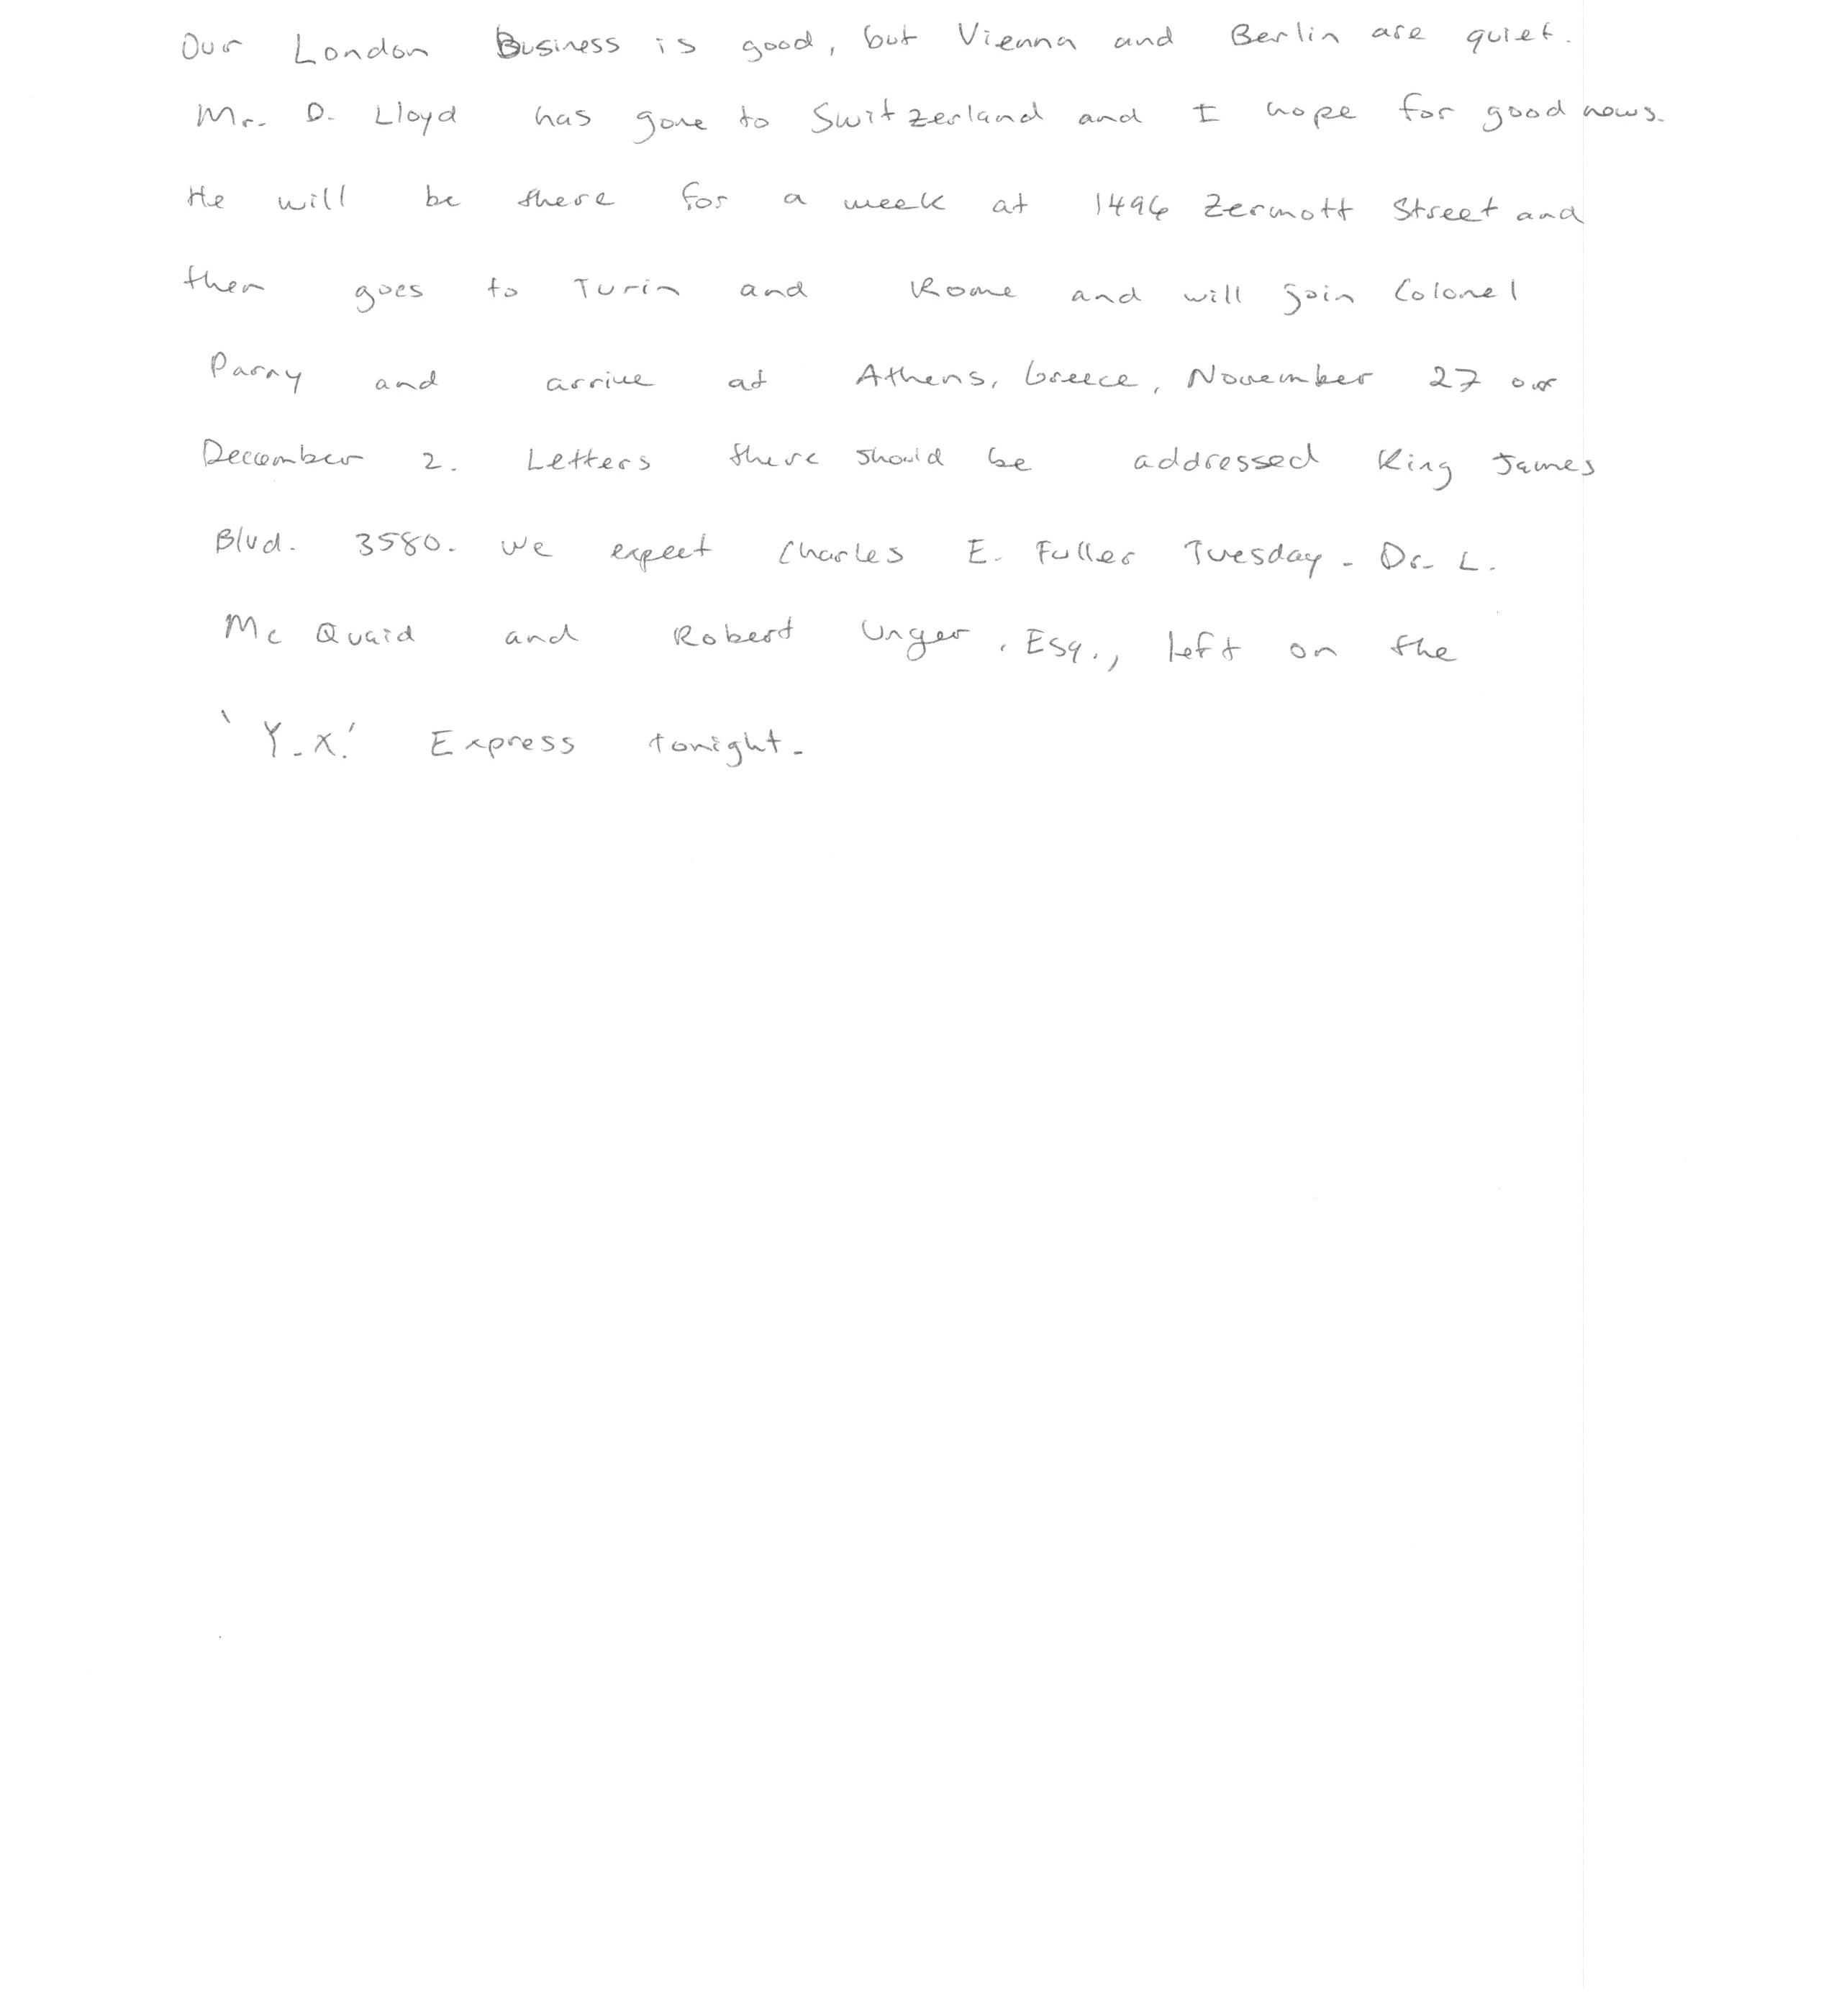 Our London Business is good, but Vienna and Berlin are quiet.
Mr. D. Lloyd has gone to Switzerland and I hope for good news.
He will be there for a week at 1496 Zermott Street and
then goes to Turin and Rome and will join Colonel
Parry and arrive at Athens, Greece, November 27 or
December 2. Letters there should be addressed King James
Blvd. 3580. We expect Charles E. Fuller Tuesday. Dr. L.
Mc Quaid and Robert Unger, Esq., left on the
'Y.X.' Express tonight.